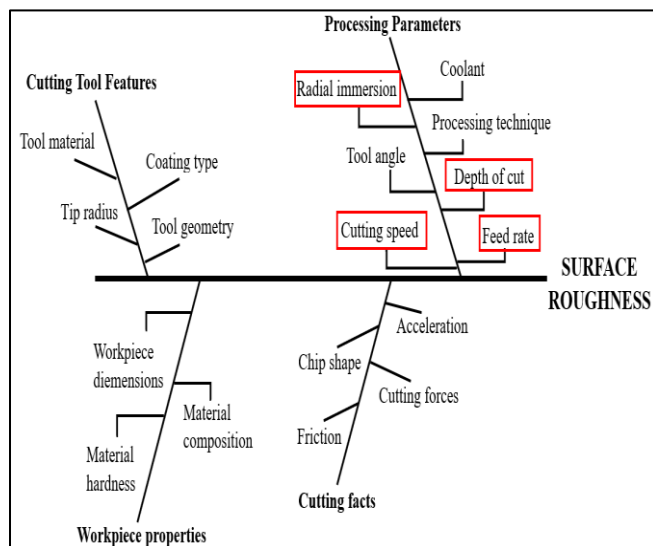 Processing Parameters
Cutting Tool Features
Coolant
Radial immersion
Processing technique
Tool material
Coating type
Tool angle
Depth of cut
Tip radius
Tool geometry
Cutting speed
Feed rate
SURFACE
ROUGHNESS
Workpiece
diemensions
Acceleration
Chip shape
Cutting forces
Material
composition
Friction
Material
hardness
Cutting facts
Workpiece properties